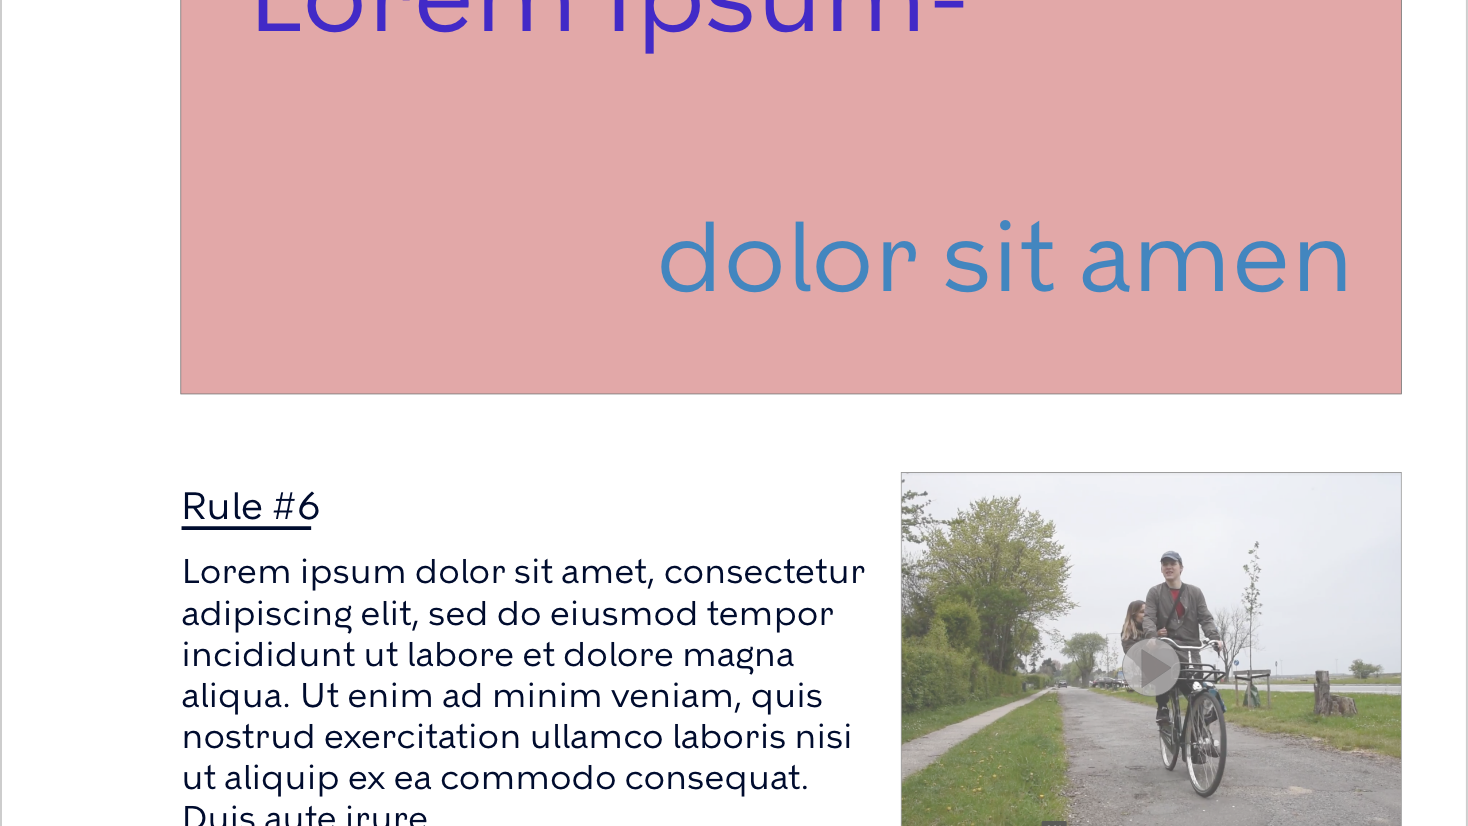 Lorem ipsum-
dolor sit amen
Rule #6
Lorem ipsum dolor sit amet, consectetur
adipiscing elit, sed do eiusmod tempor
incididunt ut labore et dolore magna
aliqua. Ut enim ad minim veniam, quis
nostrud exercitation ullamco laboris nisi
ut aliquip ex ea commodo consequat.
Duis aute irure